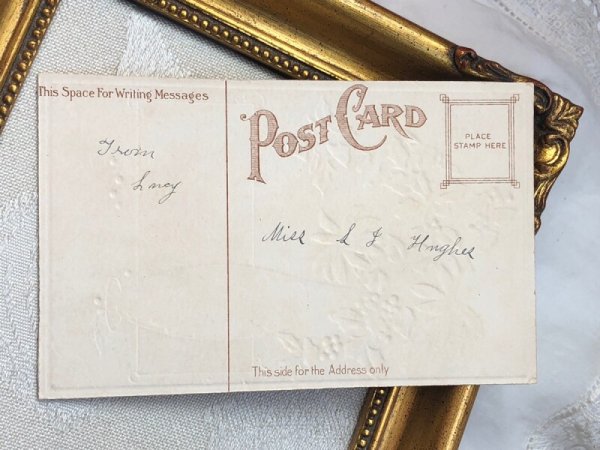 This Space For Writing Messages
POST CARD
PLACE
STAMP HERE
From
Lucy
Miss L J Hughes
This side for the Address only